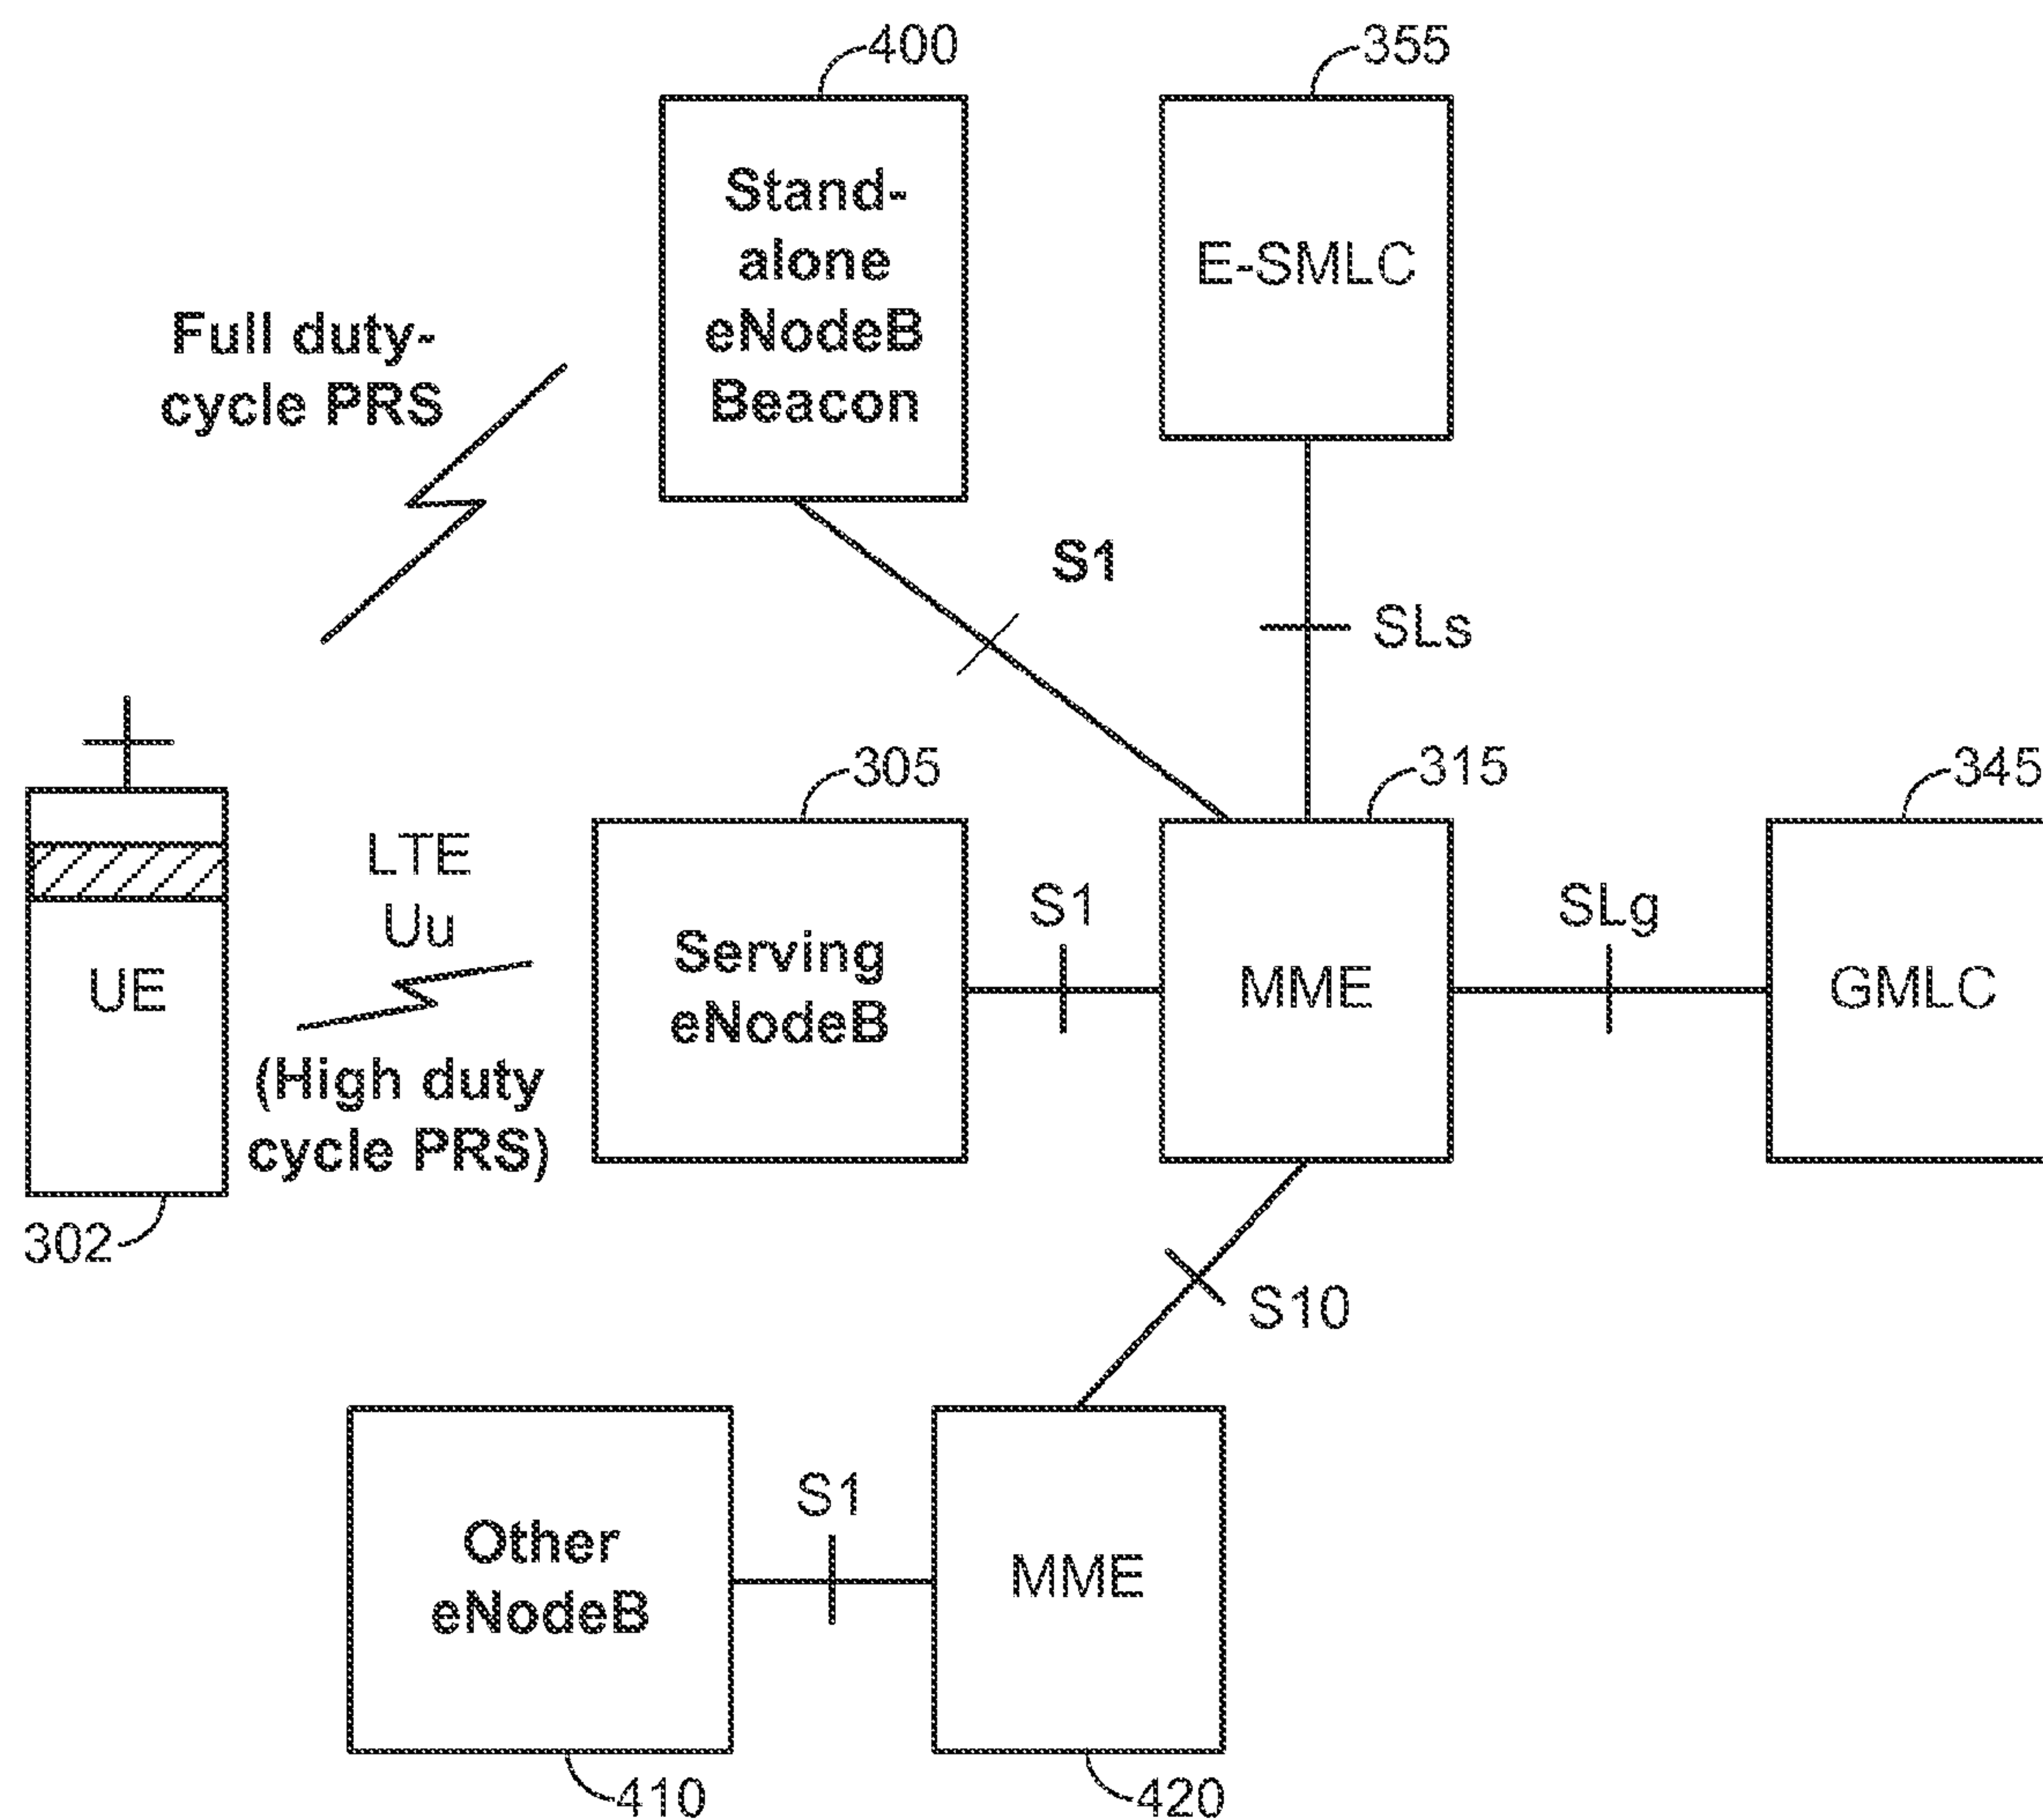 400
355
Stand-
alone
eNodeB
Beacon
E-SMLC
Full duty-
cycle PRS
S1
SLs
305
315
345
LTE
Uu
(High duty
cycle PRS)
UE
302
Serving
eNodeB
S1
MME
SLg
GMLC
S10
Other
eNodeB
S1
MME
410
420